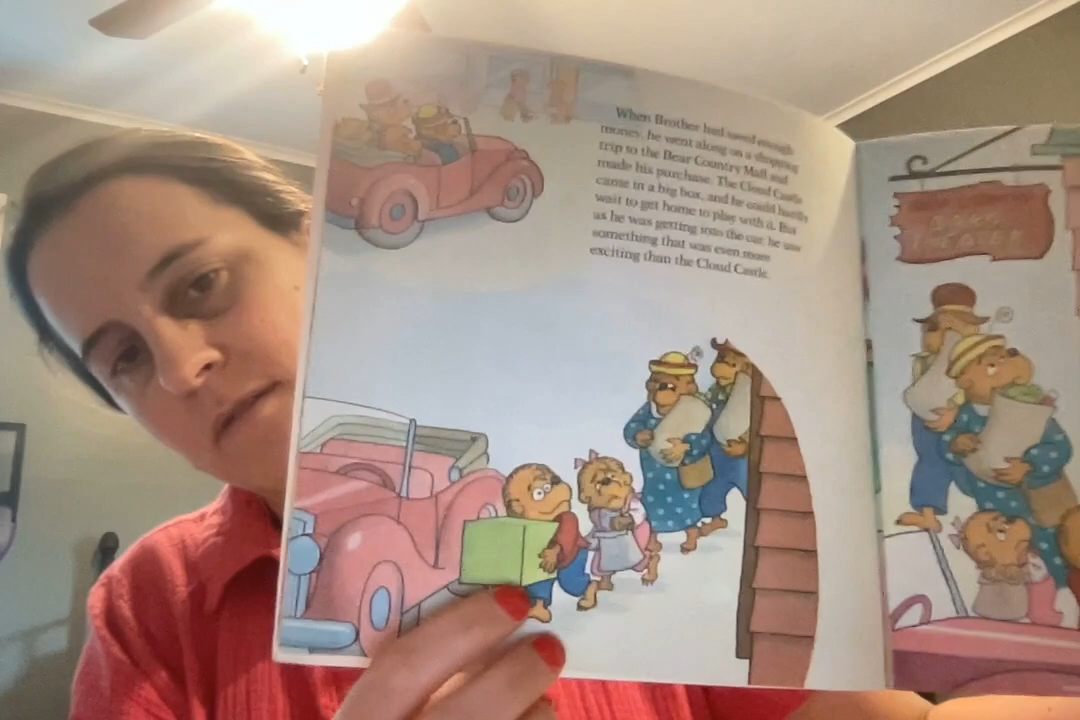 When Brother had saved enough
money, he went along on a shopping
trip to the Bear Country Mall and
made his purchase. The Cloud Castle
came in a big box, and he could hardly
wait to get home to play with it. But
as he was getting into the car, he saw
something that was even more
exciting than the Cloud Castle.